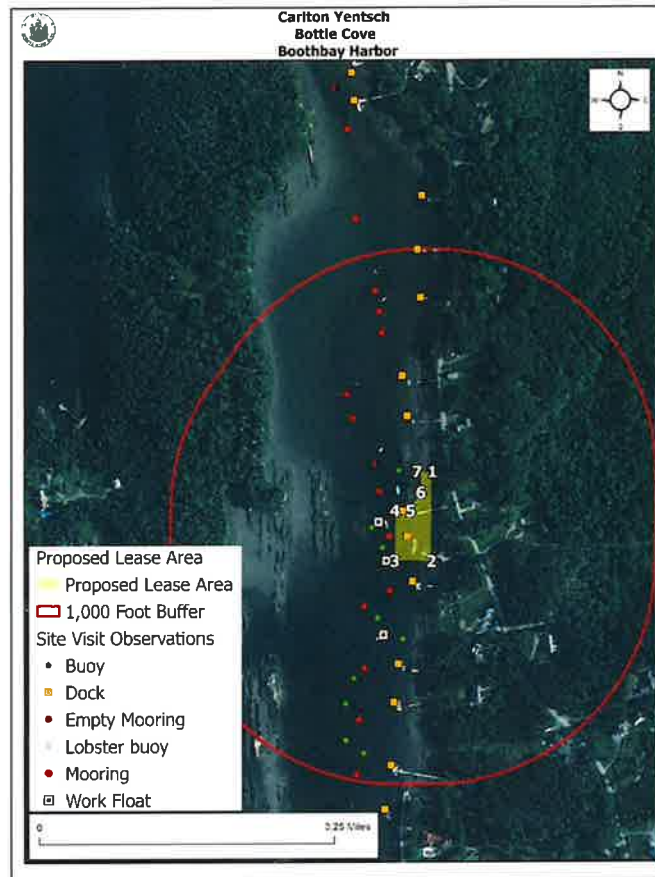 Carlton Yentsch
Bottle Cove
Boothbay Harbor
N
W E
S
7 1
6
4 5
3 2
Proposed Lease Area
Proposed Lease Area
1,000 Foot Buffer
Site Visit Observations
Buoy
Dock
Empty Mooring
Lobster buoy
Mooring
Work Float
0 0.25 Miles